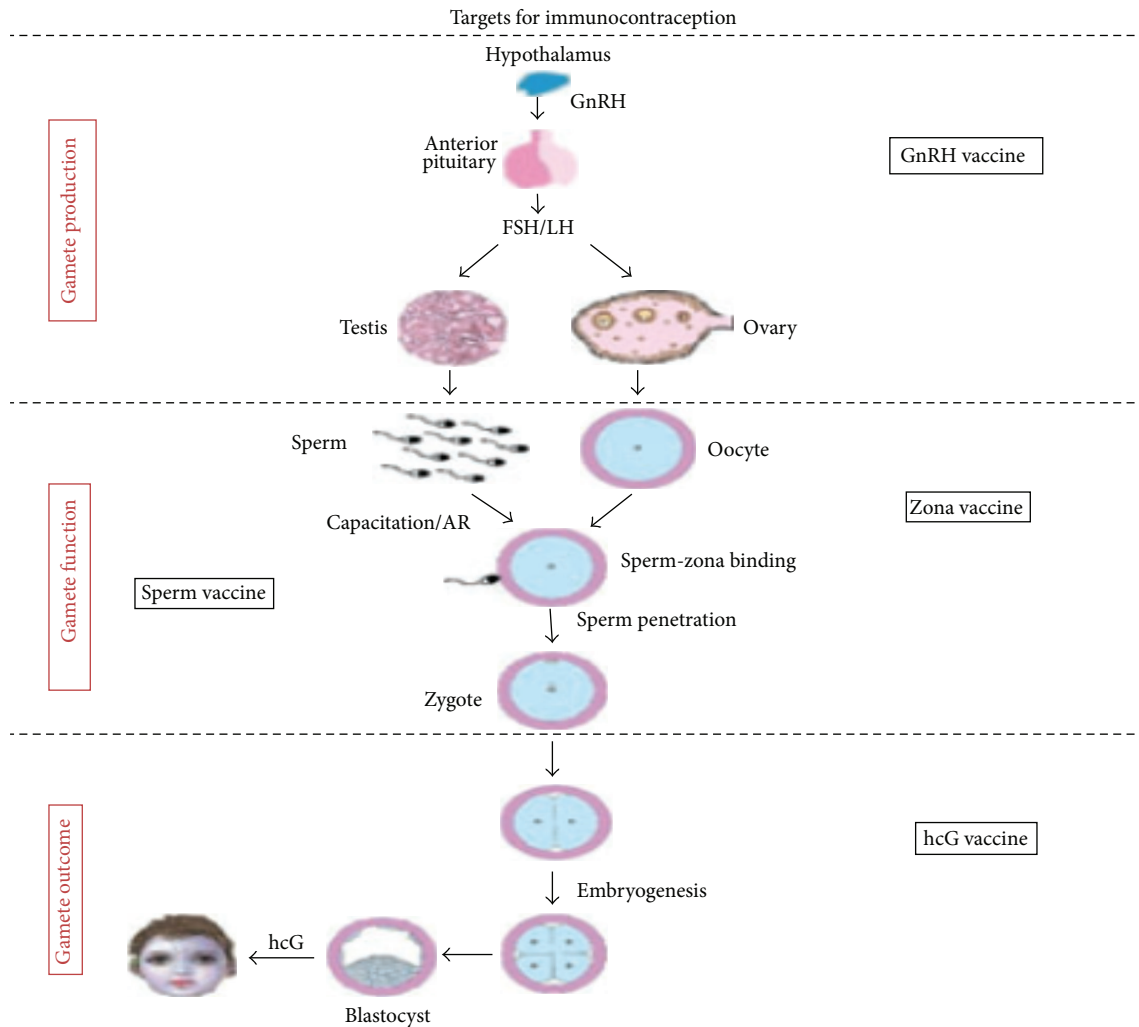 Targets for immunocontraception
Hypothalamus
GnRH
Anterior
pituitary
GnRH vaccine
Gamete production
FSH/LH
Testis
Ovary
Sperm
Oocyte
Capacitation/AR
Zona vaccine
Gamete function
Sperm-zona binding
Sperm vaccine
Sperm penetration
Zygote
Gamete outcome
hcG vaccine
Embryogenesis
hcG
Blastocyst